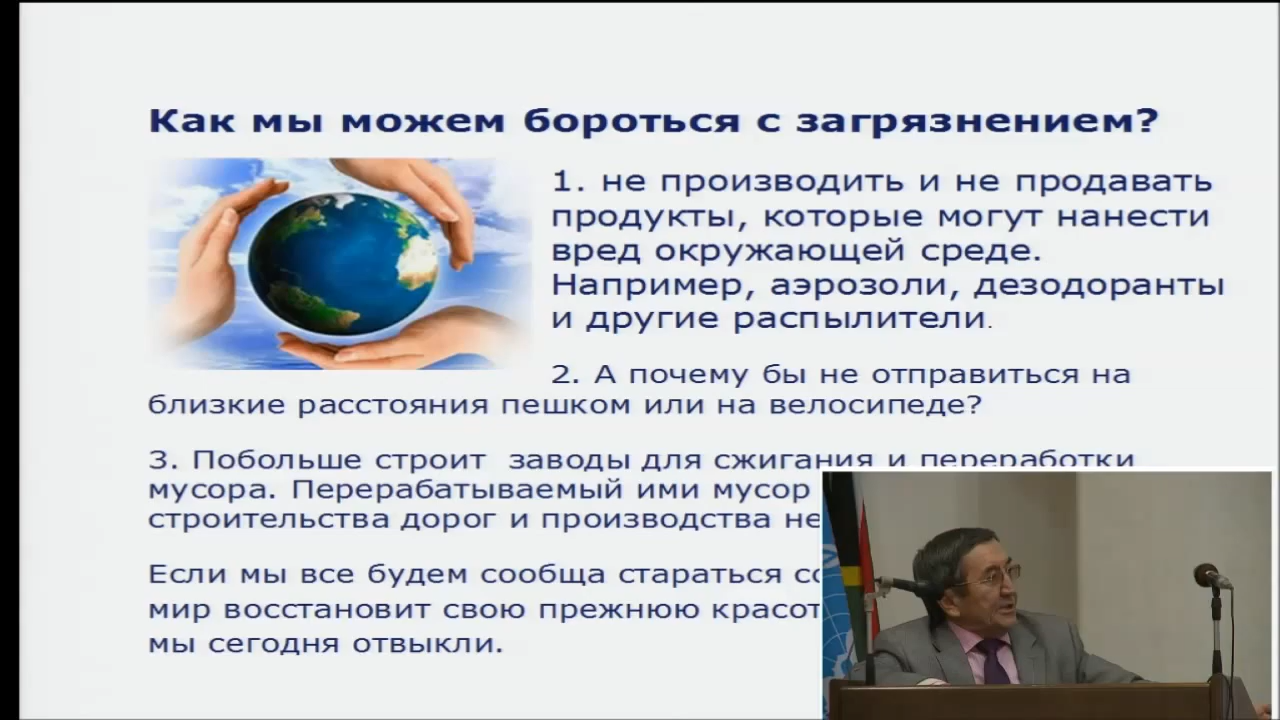 Как мы можем бороться с загрязнением?
1. не производить и не продавать
продукты, которые могут нанести
вред окружающей среде.
Например, аэрозоли, дезодоранты
и другие распылители.
2. А почему бы не отправиться на
близкие расстояния пешком или на велосипеде?
3. Побольше строит заводы для сжигания и переработки
мусора. Перерабатываемый ими мусор
строительства дорог и производства
Если мы все будем сообща стараться
мир восстановит свою прежнюю
мы сегодня отвыкли.